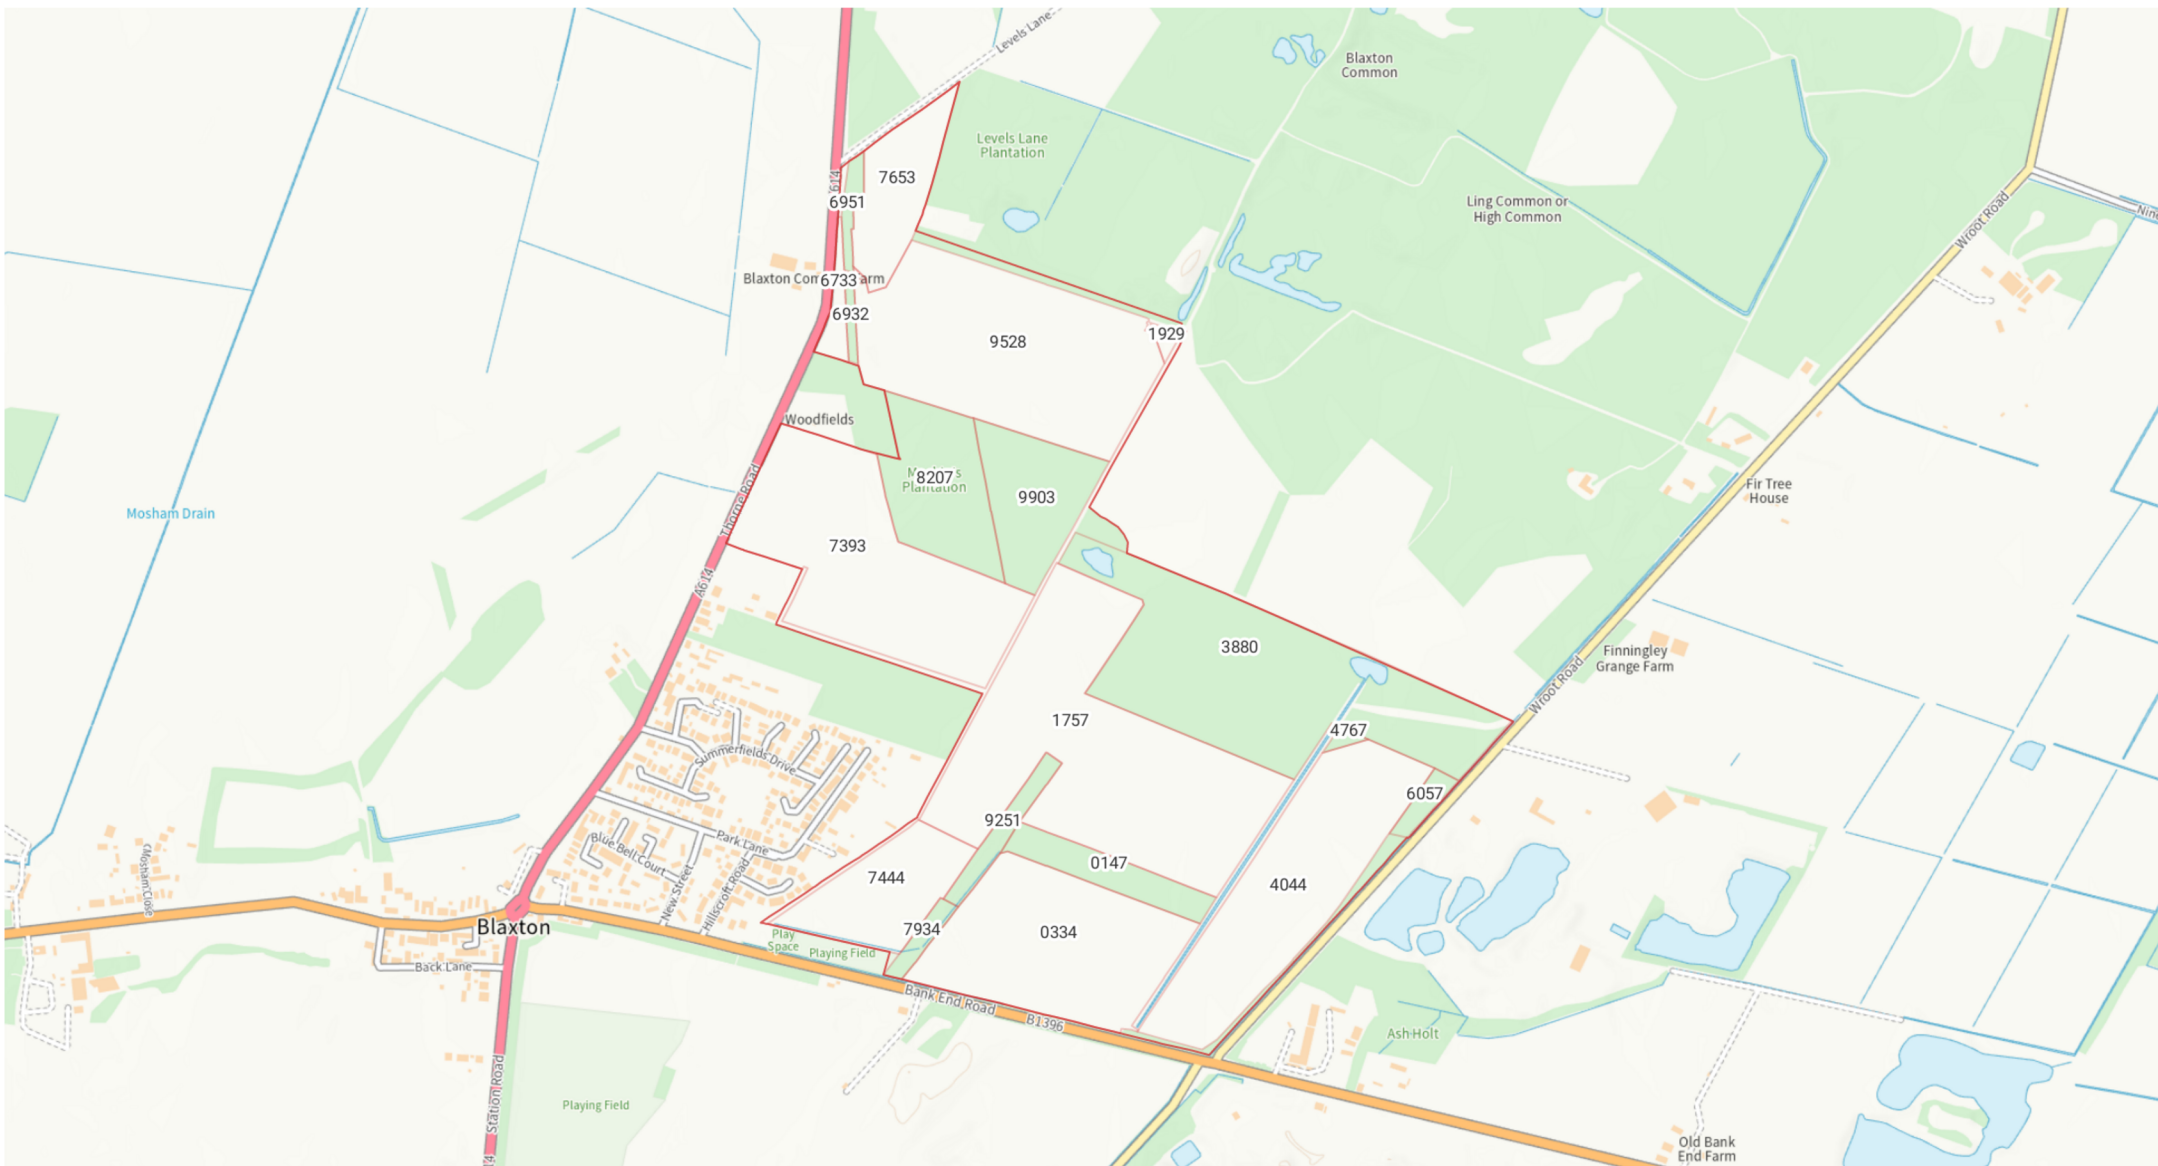 Levels Lane
Blaxton
Common
Levels Lane
Plantation
7653
614
6951
Ling Common or
High Common
Wroot Road
Blaxton Com
6733
arm
6932
9528
1929
Woodfields
8207
Plantation
9903
Fir Tree
House
Mosham Drain
Thorne Road
7393
A614
3880
Finningley
Grange Farm
Wroot Road
1757
4767
Summerfields Drive
6057
9251
Park Lane
Blue Bell Court
Mosham Close
0147
7444
4044
New Street
Hillscroft Road
Blaxton
7934
0334
Play
Space
Playing Field
Back Lane
Bank End Road
B1396
Ash Holt
Station Road
Playing Field
Old Bank
End Farm